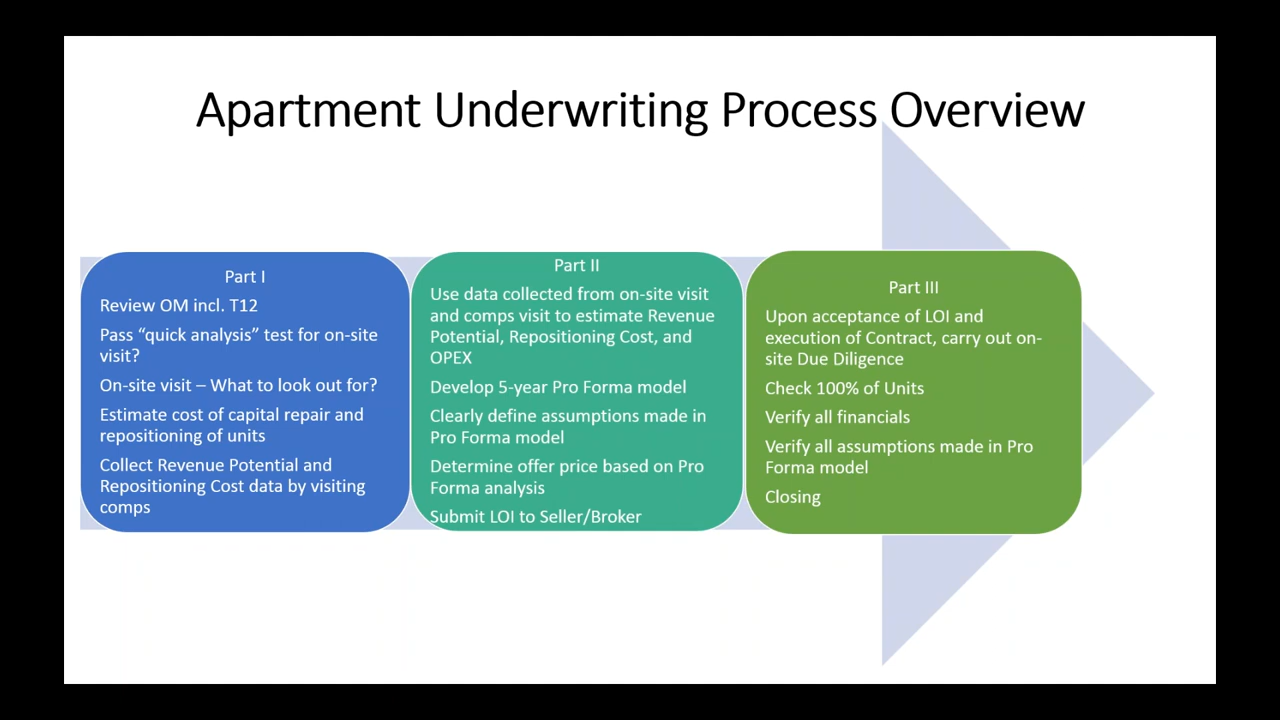 Apartment Underwriting Process Overview
Part I
Review OM incl. T12
Pass “quick analysis” test for on-site
visit?
On-site visit – What to look out for?
Estimate cost of capital repair and
repositioning of units
Collect Revenue Potential and
Repositioning Cost data by visiting
comps
Part II
Use data collected from on-site visit
and comps visit to estimate Revenue
Potential, Repositioning Cost, and
OPEX
Develop 5-year Pro Forma model
Clearly define assumptions made in
Pro Forma model
Determine offer price based on Pro
Forma analysis
Submit LOI to Seller/Broker
Part III
Upon acceptance of LOI and
execution of Contract, carry out on-
site Due Diligence
Check 100% of Units
Verify all financials
Verify all assumptions made in Pro
Forma model
Closing